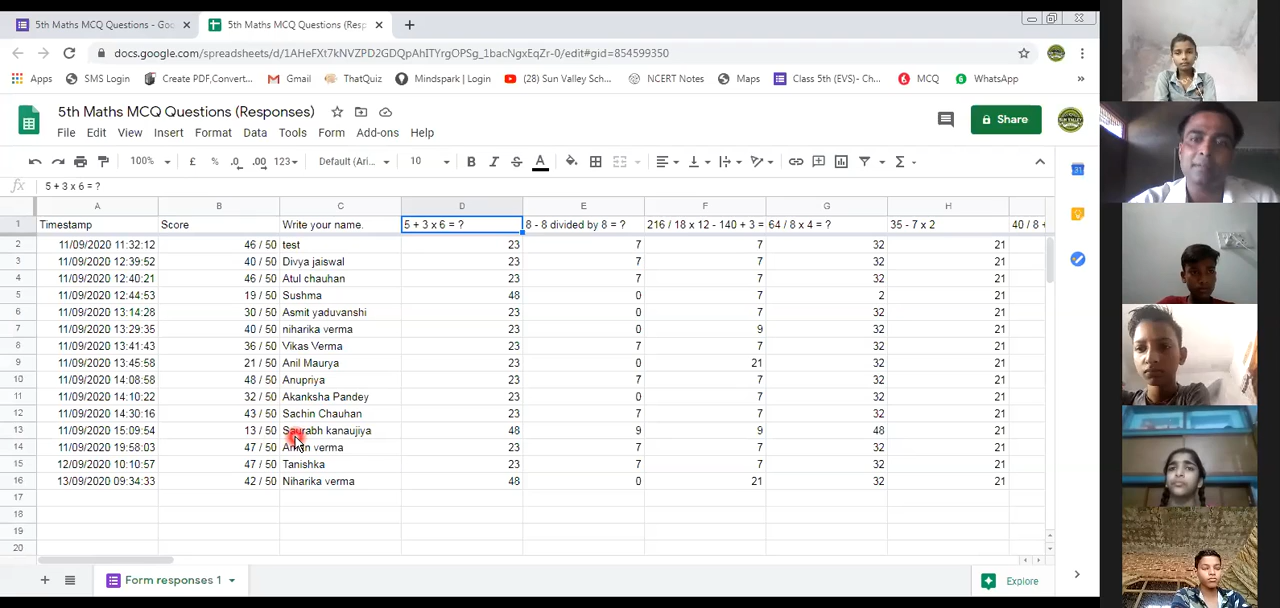 5th Maths MCQ Questions - Goo
5th Maths MCQ Questions (Resp
docs.google.com/spreadsheets/d/1AHeFXt7kNVZPD2GDQpAhITYrgOPSg_1bacNgxEqZr-0/edit#gid=854599350
Apps SMS Login Create PDF,Convert... Gmail ThatQuiz Mindspark | Login (28) Sun Valley Sch... NCERT Notes Maps Class 5th (EVS)- Ch... MCQ WhatsApp »
5th Maths MCQ Questions (Responses)
Share
File Edit View Insert Format Data Tools Form Add-ons Help
100% £ % .0 .00 123 Default (Ari... 10 B I S A Σ
fx 5 + 3 x 6 = ?
A B C D E F G H
1 Timestamp Score Write your name. 5 + 3 x 6 = ? 8 - 8 divided by 8 = ? 216 / 18 x 12 - 140 + 3 = 64 / 8 x 4 = ? 35 - 7 x 2 40 / 8 +
2 11/09/2020 11:32:12 46 / 50 test 23 7 7 32 21
3 11/09/2020 12:39:52 40 / 50 Divya jaiswal 23 7 7 32 21
4 11/09/2020 12:40:21 46 / 50 Atul chauhan 23 7 7 32 21
5 11/09/2020 12:44:53 19 / 50 Sushma 48 0 7 2 21
6 11/09/2020 13:14:28 30 / 50 Asmit yaduvanshi 23 0 7 32 21
7 11/09/2020 13:29:35 40 / 50 niharika verma 23 0 9 32 21
8 11/09/2020 13:41:43 36 / 50 Vikas Verma 23 7 7 32 21
9 11/09/2020 13:45:58 21 / 50 Anil Maurya 23 0 21 32 21
10 11/09/2020 14:08:58 48 / 50 Anupriya 23 7 7 32 21
11 11/09/2020 14:10:22 32 / 50 Akanksha Pandey 23 0 7 32 21
12 11/09/2020 14:30:16 43 / 50 Sachin Chauhan 23 7 7 32 21
13 11/09/2020 15:09:54 13 / 50 Saurabh kanaujiya 48 9 9 48 21
14 11/09/2020 19:58:03 47 / 50 verma 23 7 7 32 21
15 12/09/2020 10:10:57 47 / 50 Tanishka 23 7 7 32 21
16 13/09/2020 09:34:33 42 / 50 Niharika verma 48 0 21 32 21
17
18
19
20
Form responses 1
Explore